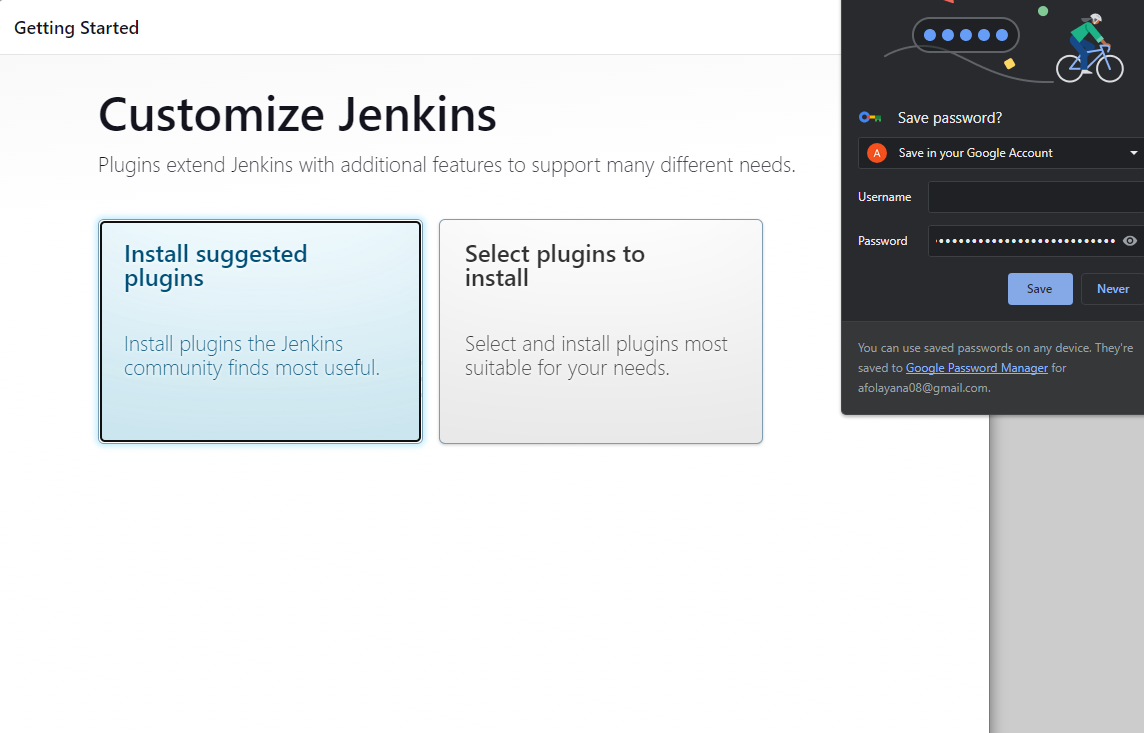 Getting Started
Customize Jenkins
Plugins extend Jenkins with additional features to support many different needs.
Install suggested
plugins
Install plugins the Jenkins
community finds most useful.
Select plugins to
install
Select and install plugins most
suitable for your needs.
Save password?
A
Save in your Google Account
Username
Password
Save
Never
You can use saved passwords on any device. They're
saved to Google Password Manager for
afolayana08@gmail.com.